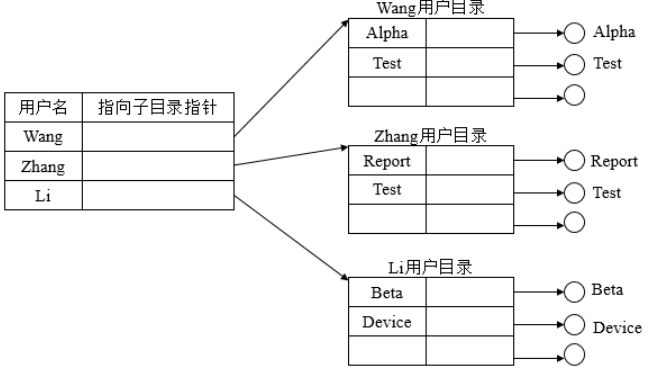 Wang用户目录
Alpha Alpha
Test Test
用户名 指向子目录指针
Wang
Zhang
Li
Zhang用户目录
Report Report
Test Test
Li用户目录
Beta Beta
Device Device